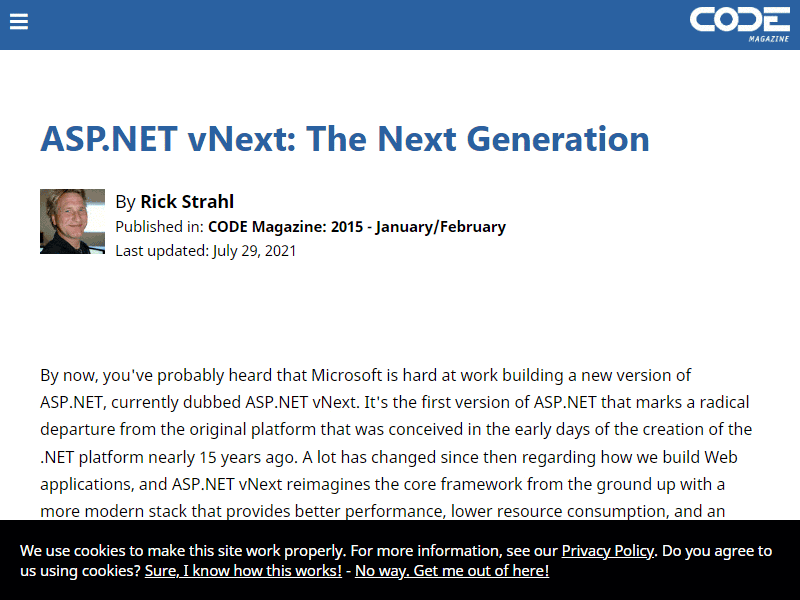 CODE
MAGAZINE
ASP.NET vNext: The Next Generation
By Rick Strahl
Published in: CODE Magazine: 2015 - January/February
Last updated: July 29, 2021
By now, you've probably heard that Microsoft is hard at work building a new version of
ASP.NET, currently dubbed ASP.NET vNext. It's the first version of ASP.NET that marks a radical
departure from the original platform that was conceived in the early days of the creation of the
.NET platform nearly 15 years ago. A lot has changed since then regarding how we build Web
applications, and ASP.NET vNext reimagines the core framework from the ground up with a
more modern stack that provides better performance, lower resource consumption, and an
We use cookies to make this site work properly. For more information, see our Privacy Policy. Do you agree to
us using cookies? Sure, I know how this works! - No way. Get me out of here!